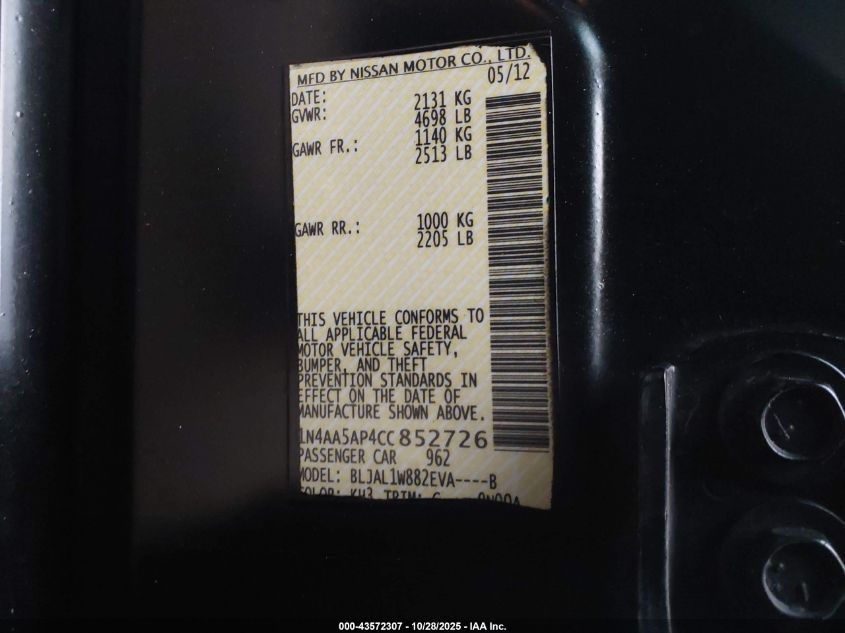 MFD BY NISSAN MOTOR CO., LTD.
DATE: 05/12
GVWR: 2131 KG
4698 LB
GAWR FR.: 1140 KG
2513 LB
GAWR RR.: 1000 KG
2205 LB
THIS VEHICLE CONFORMS TO
ALL APPLICABLE FEDERAL
MOTOR VEHICLE SAFETY,
BUMPER, AND THEFT
PREVENTION STANDARDS IN
EFFECT ON THE DATE OF
MANUFACTURE SHOWN ABOVE.
1N4AA5AP4CC852726
PASSENGER CAR 962
MODEL: BLJAL1W882EVA----B
COLOR: KH3 TRIM: G
000-43572307 - 10/28/2025 - IAA Inc.